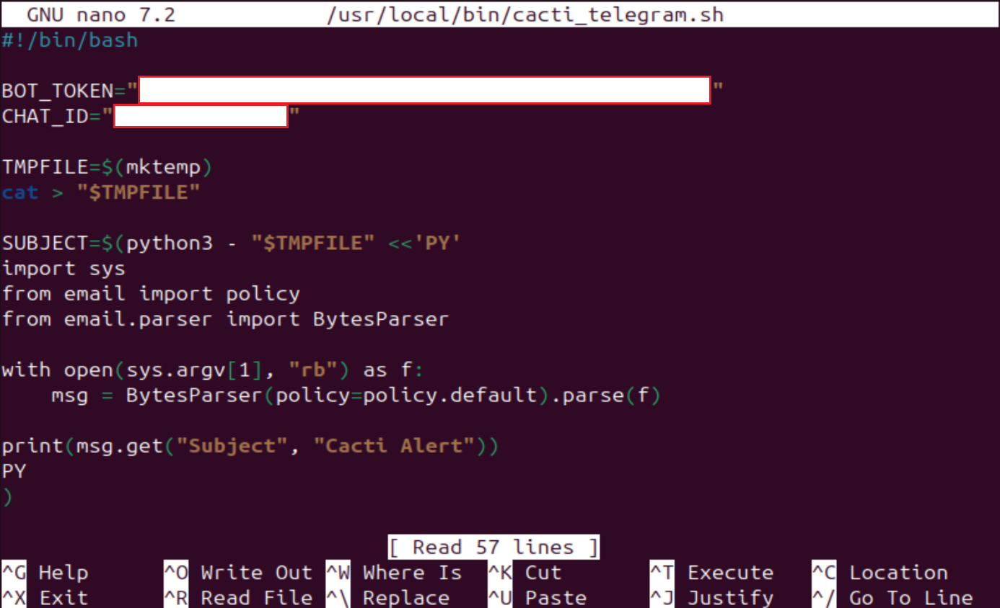 GNU nano 7.2 /usr/local/bin/cacti_telegram.sh
#!/bin/bash
BOT_TOKEN=""
CHAT_ID=""
TMPFILE=$(mktemp)
cat > "$TMPFILE"
SUBJECT=$(python3 - "$TMPFILE" <<'PY'
import sys
from email import policy
from email.parser import BytesParser
with open(sys.argv[1], "rb") as f:
    msg = BytesParser(policy=policy.default).parse(f)
print(msg.get("Subject", "Cacti Alert"))
PY
)
[ Read 57 lines ]
^G Help ^O Write Out ^W Where Is ^K Cut ^T Execute ^C Location
^X Exit ^R Read File ^\ Replace ^U Paste ^J Justify ^/ Go To Line